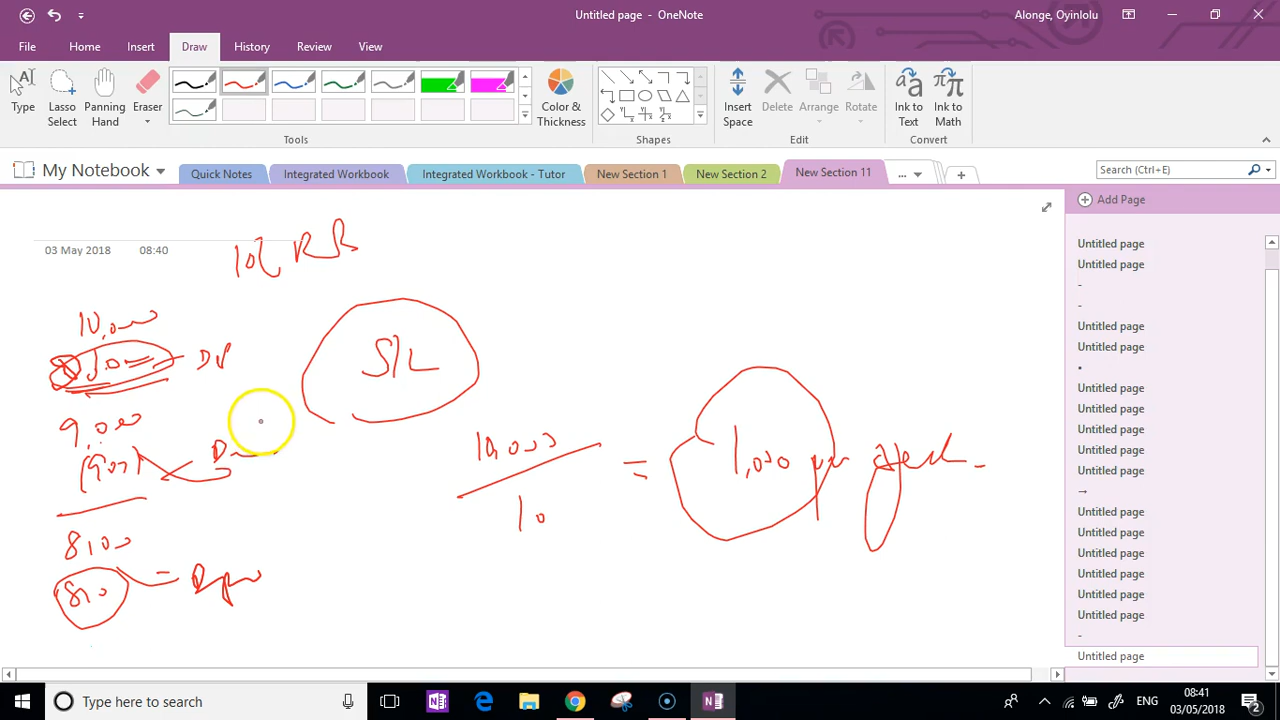 Untitled page - OneNote
Alonge, Oyinlolu
File
Home
Insert
Draw
History
Review
View
Type
Lasso Select
Panning Hand
Eraser
Color & Thickness
Insert Space
Delete
Arrange
Rotate
Ink to Text
Ink to Math
Tools
Shapes
Edit
Convert
My Notebook
Quick Notes
Integrated Workbook
Integrated Workbook - Tutor
New Section 1
New Section 2
New Section 11
...
Search (Ctrl+E)
03 May 2018 08:40
Add Page
Untitled page
Untitled page
-
-
Untitled page
Untitled page
•
Untitled page
Untitled page
Untitled page
Untitled page
Untitled page
→
Untitled page
Untitled page
Untitled page
Untitled page
Untitled page
Untitled page
-
Untitled page
10% RB
10,000
9,000
(900)
8,100
810
S/L
10,000
10
= 1,000 per
Type here to search
ENG
08:41
03/05/2018
2